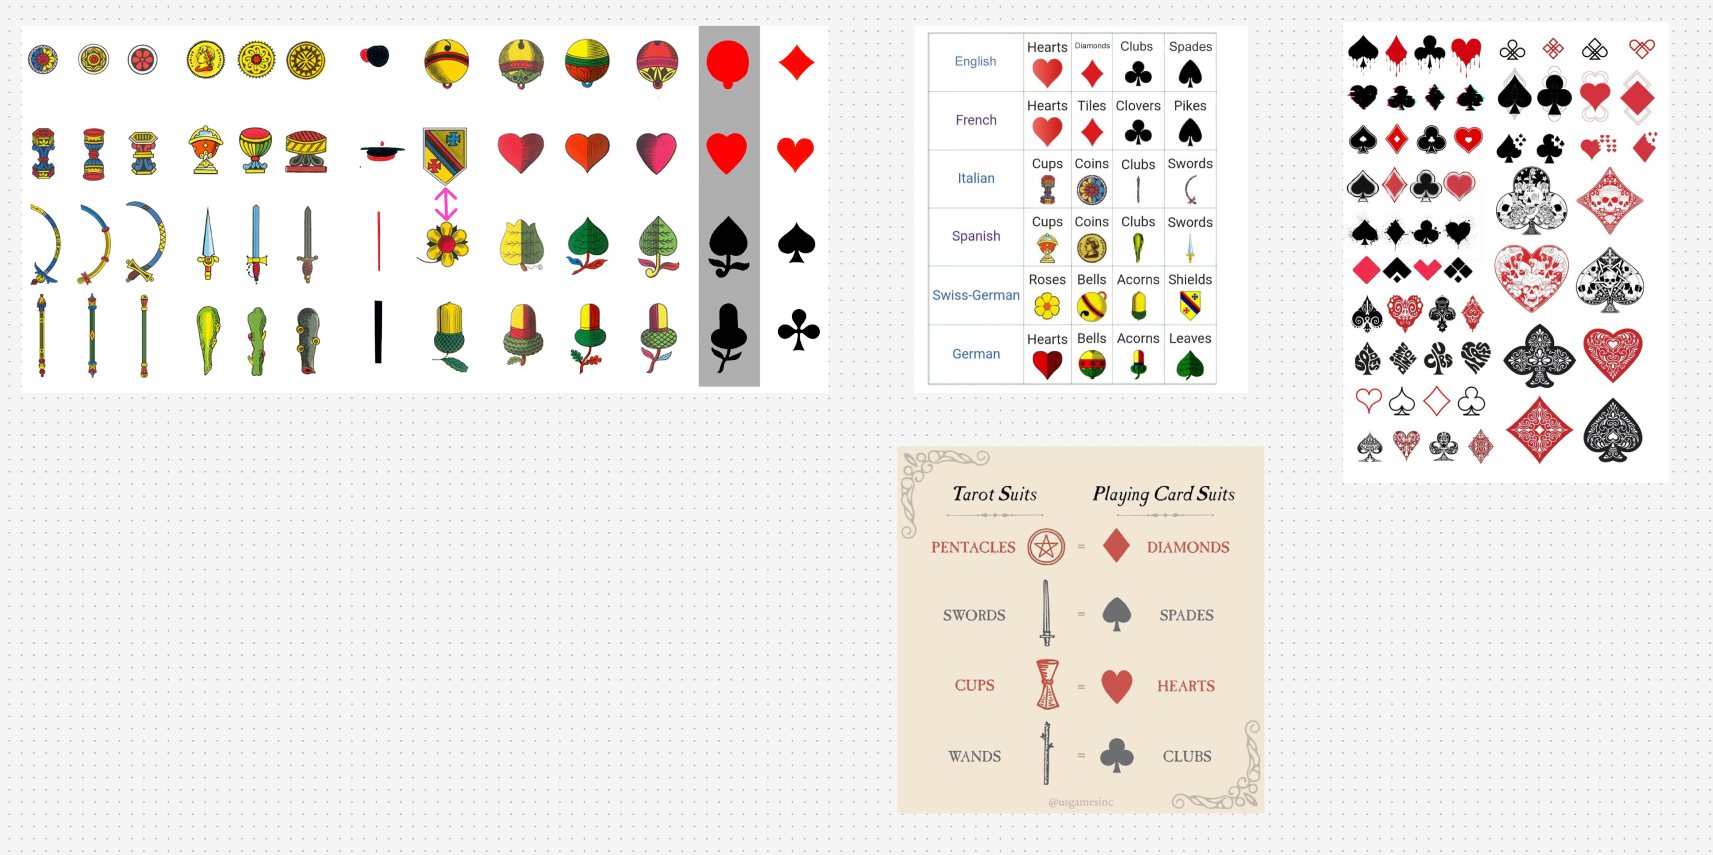 Hearts Diamonds Clubs Spades
English
Hearts Tiles Clovers Pikes
French
Cups Coins Clubs Swords
Italian
Cups Coins Clubs Swords
Spanish
Roses Bells Acorns Shields
Swiss-German
Hearts Bells Acorns Leaves
German
Tarot Suits
Playing Card Suits
PENTACLES = DIAMONDS
SWORDS = SPADES
CUPS = HEARTS
WANDS = CLUBS
@usgamesinc